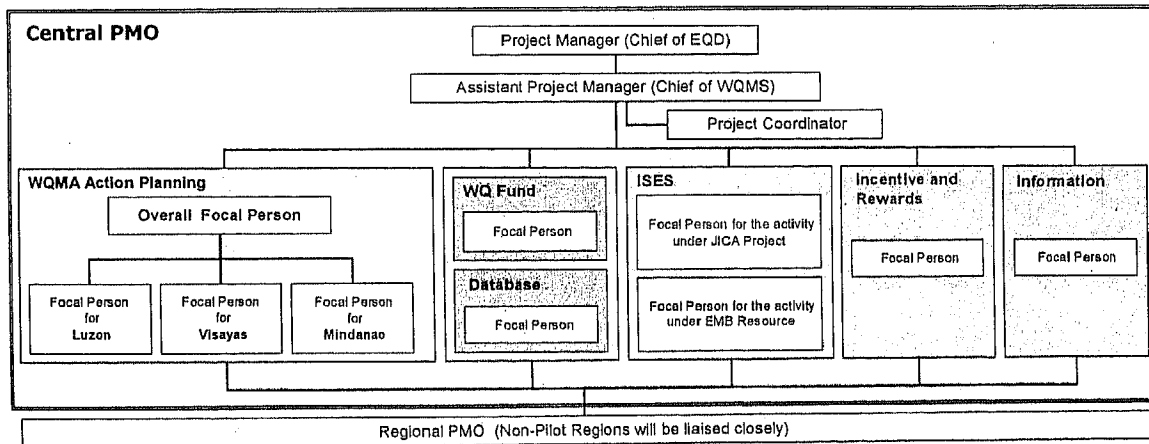 Central PMO
Project Manager (Chief of EQD)
Assistant Project Manager (Chief of WQMS)
Project Coordinator
WQMA Action Planning
Overall Focal Person
Focal Person
for
Luzon
Focal Person
for
Visayas
Focal Person
for
Mindanao
WQ Fund
Focal Person
Database
Focal Person
ISES
Focal Person for the activity
under JICA Project
Focal Person for the activity
under EMB Resource
Incentive and
Rewards
Focal Person
Information
Focal Person
Regional PMO (Non-Pilot Regions will be liaised closely)